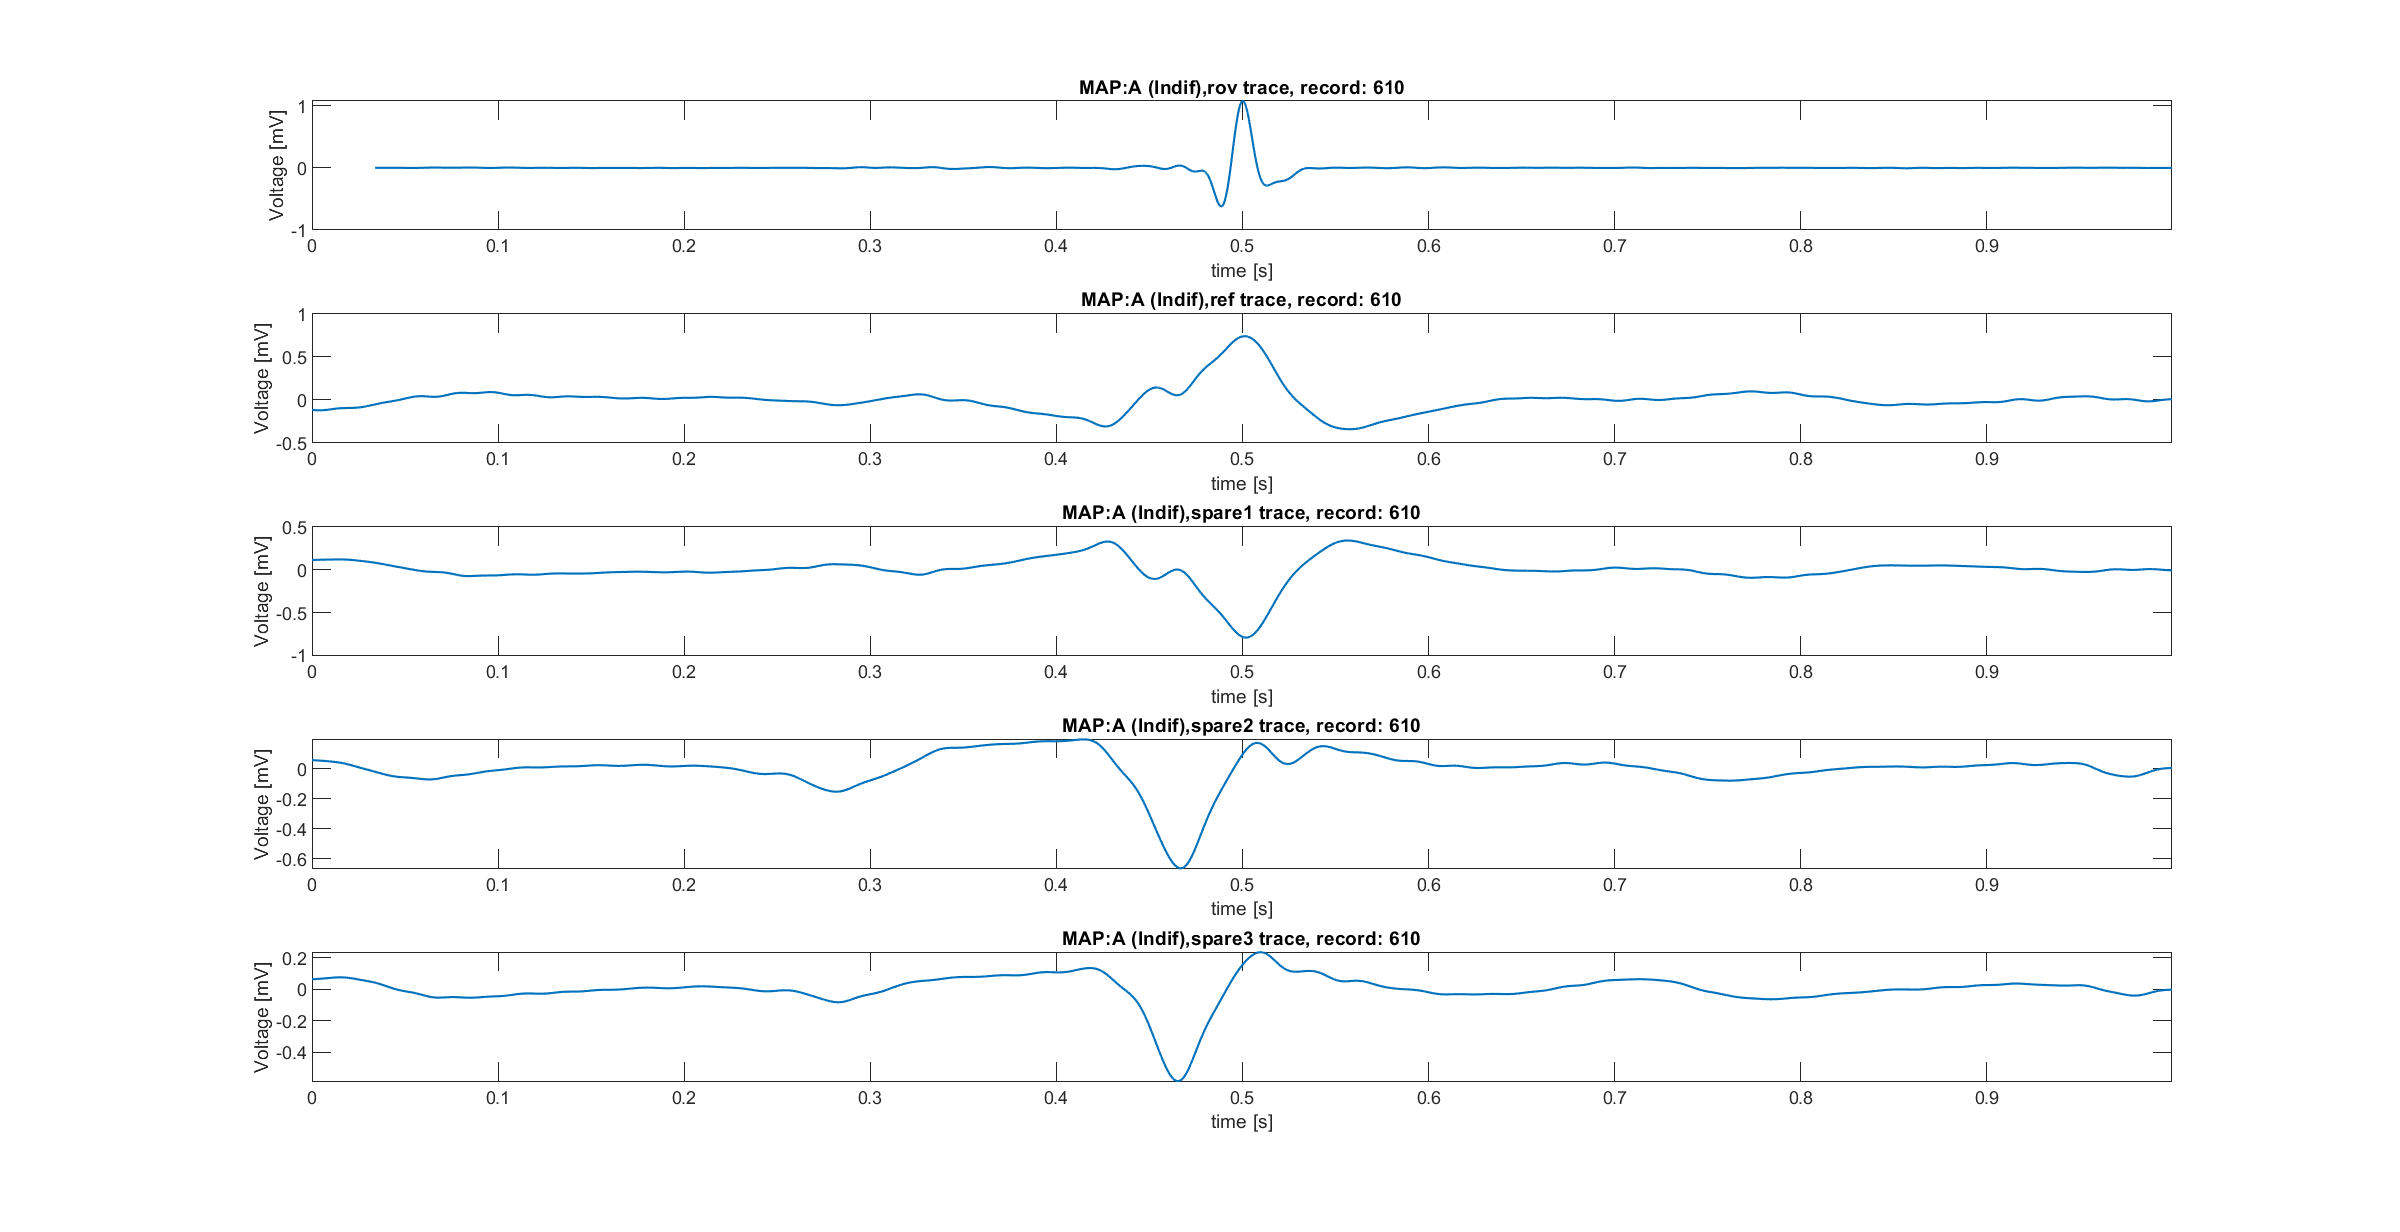 MAP:A (Indif),rov trace, record: 610
Voltage [mV]
1
0
-1
0 0.1 0.2 0.3 0.4 0.5 0.6 0.7 0.8 0.9
time [s]
MAP:A (Indif),ref trace, record: 610
Voltage [mV]
1
0.5
0
-0.5
0 0.1 0.2 0.3 0.4 0.5 0.6 0.7 0.8 0.9
time [s]
MAP:A (Indif),spare1 trace, record: 610
Voltage [mV]
0.5
0
-0.5
-1
0 0.1 0.2 0.3 0.4 0.5 0.6 0.7 0.8 0.9
time [s]
MAP:A (Indif),spare2 trace, record: 610
Voltage [mV]
0
-0.2
-0.4
-0.6
0 0.1 0.2 0.3 0.4 0.5 0.6 0.7 0.8 0.9
time [s]
MAP:A (Indif),spare3 trace, record: 610
Voltage [mV]
0.2
0
-0.2
-0.4
0 0.1 0.2 0.3 0.4 0.5 0.6 0.7 0.8 0.9
time [s]